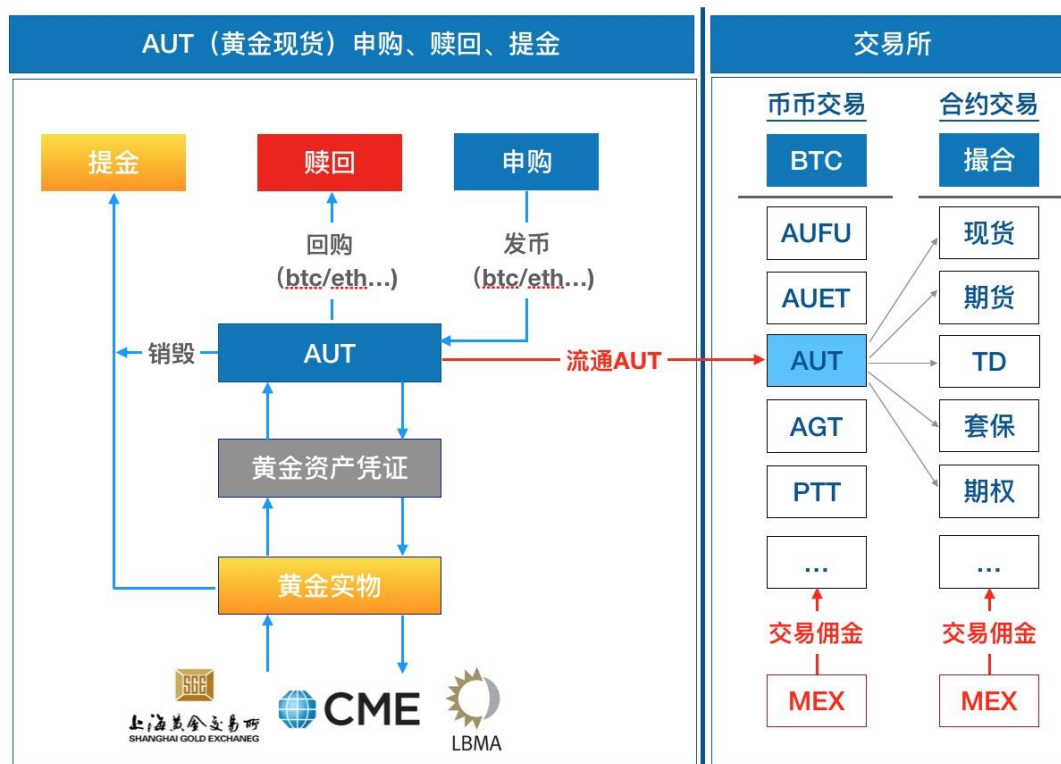 AUT（黄金现货）申购、赎回、提金
交易所
提金
赎回
申购
回购
（btc/eth…）
发币
（btc/eth…）
销毁
AUT
流通AUT
黄金资产凭证
黄金实物
SGE
上海黄金交易所
SHANGHAI GOLD EXCHANEG
CME
LBMA
币币交易
合约交易
BTC
撮合
AUFU
现货
AUET
期货
AUT
TD
AGT
套保
PTT
期权
...
...
交易佣金
交易佣金
MEX
MEX